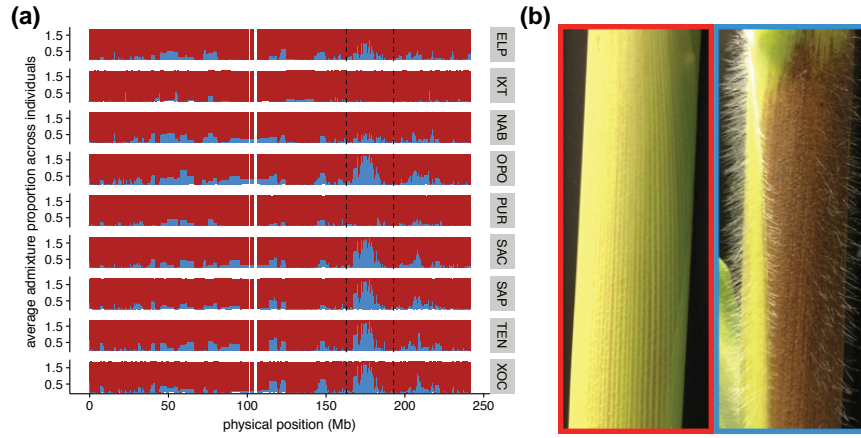 (a)
average admixture proportion across individuals
1.5
0.5
ELP
1.5
0.5
IXT
1.5
0.5
NAB
1.5
0.5
OPO
1.5
0.5
PUR
1.5
0.5
SAC
1.5
0.5
SAP
1.5
0.5
TEN
1.5
0.5
XOC
0 50 100 150 200 250
physical position (Mb)
(b)